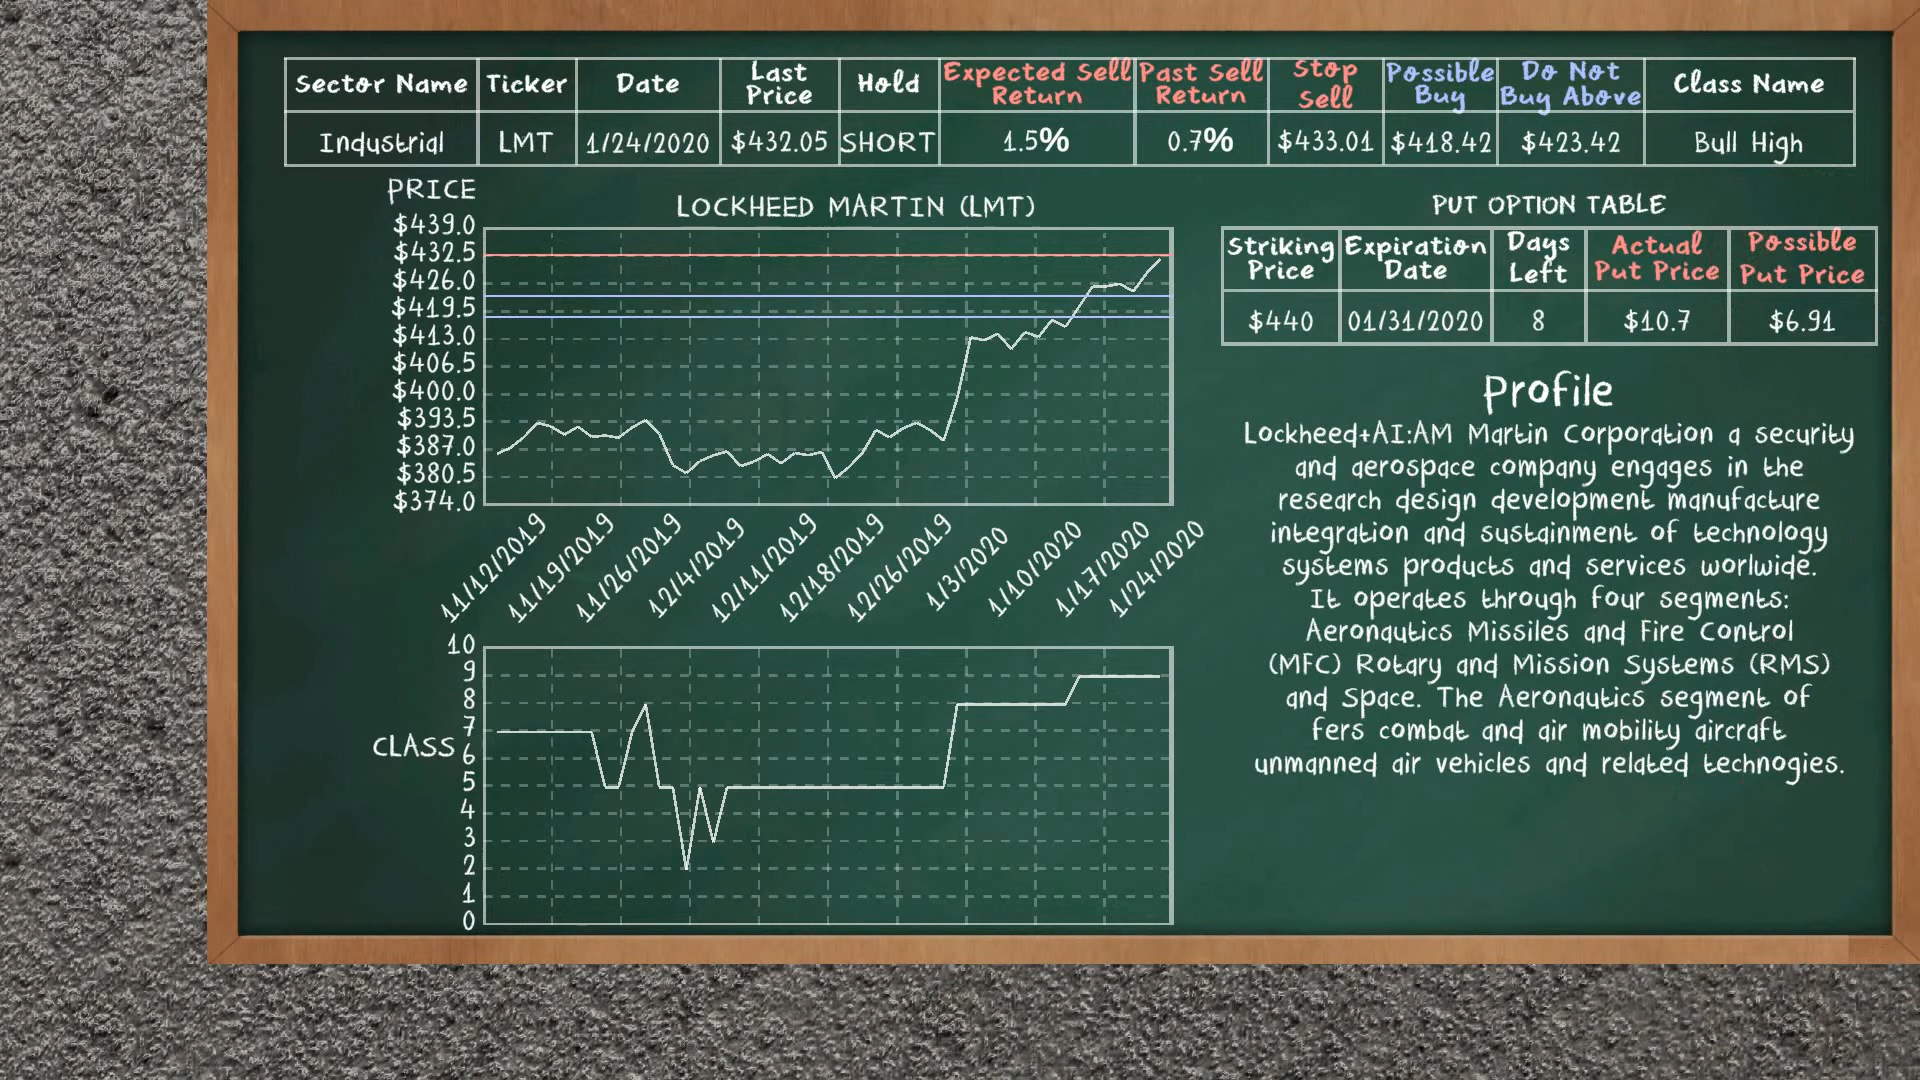 Sector Name Ticker Date Last Price Hold Expected Sell Return Past Sell Return Stop Sell Possible Buy Do Not Buy Above Class Name
Industrial LMT 1/24/2020 $432.05 SHORT 1.5% 0.7% $433.01 $418.42 $423.42 Bull High
PRICE
LOCKHEED MARTIN (LMT)
$439.0
$432.5
$426.0
$419.5
$413.0
$406.5
$400.0
$393.5
$387.0
$380.5
$374.0
11/12/2019 11/19/2019 11/26/2019 12/4/2019 12/11/2019 12/18/2019 12/26/2019 1/3/2020 1/10/2020 1/17/2020 1/24/2020
CLASS
10
9
8
7
6
5
4
3
2
1
0
PUT OPTION TABLE
Striking Price Expiration Date Days Left Actual Put Price Possible Put Price
$440 01/31/2020 8 $10.7 $6.91
Profile
Lockheed+AI:AM Martin Corporation a security
and aerospace company engages in the
research design development manufacture
integration and sustainment of technology
systems products and services worlwide.
It operates through four segments:
Aeronautics Missiles and Fire Control
(MFC) Rotary and Mission Systems (RMS)
and Space. The Aeronautics segment of
fers combat and air mobility aircraft
unmanned air vehicles and related technogies.